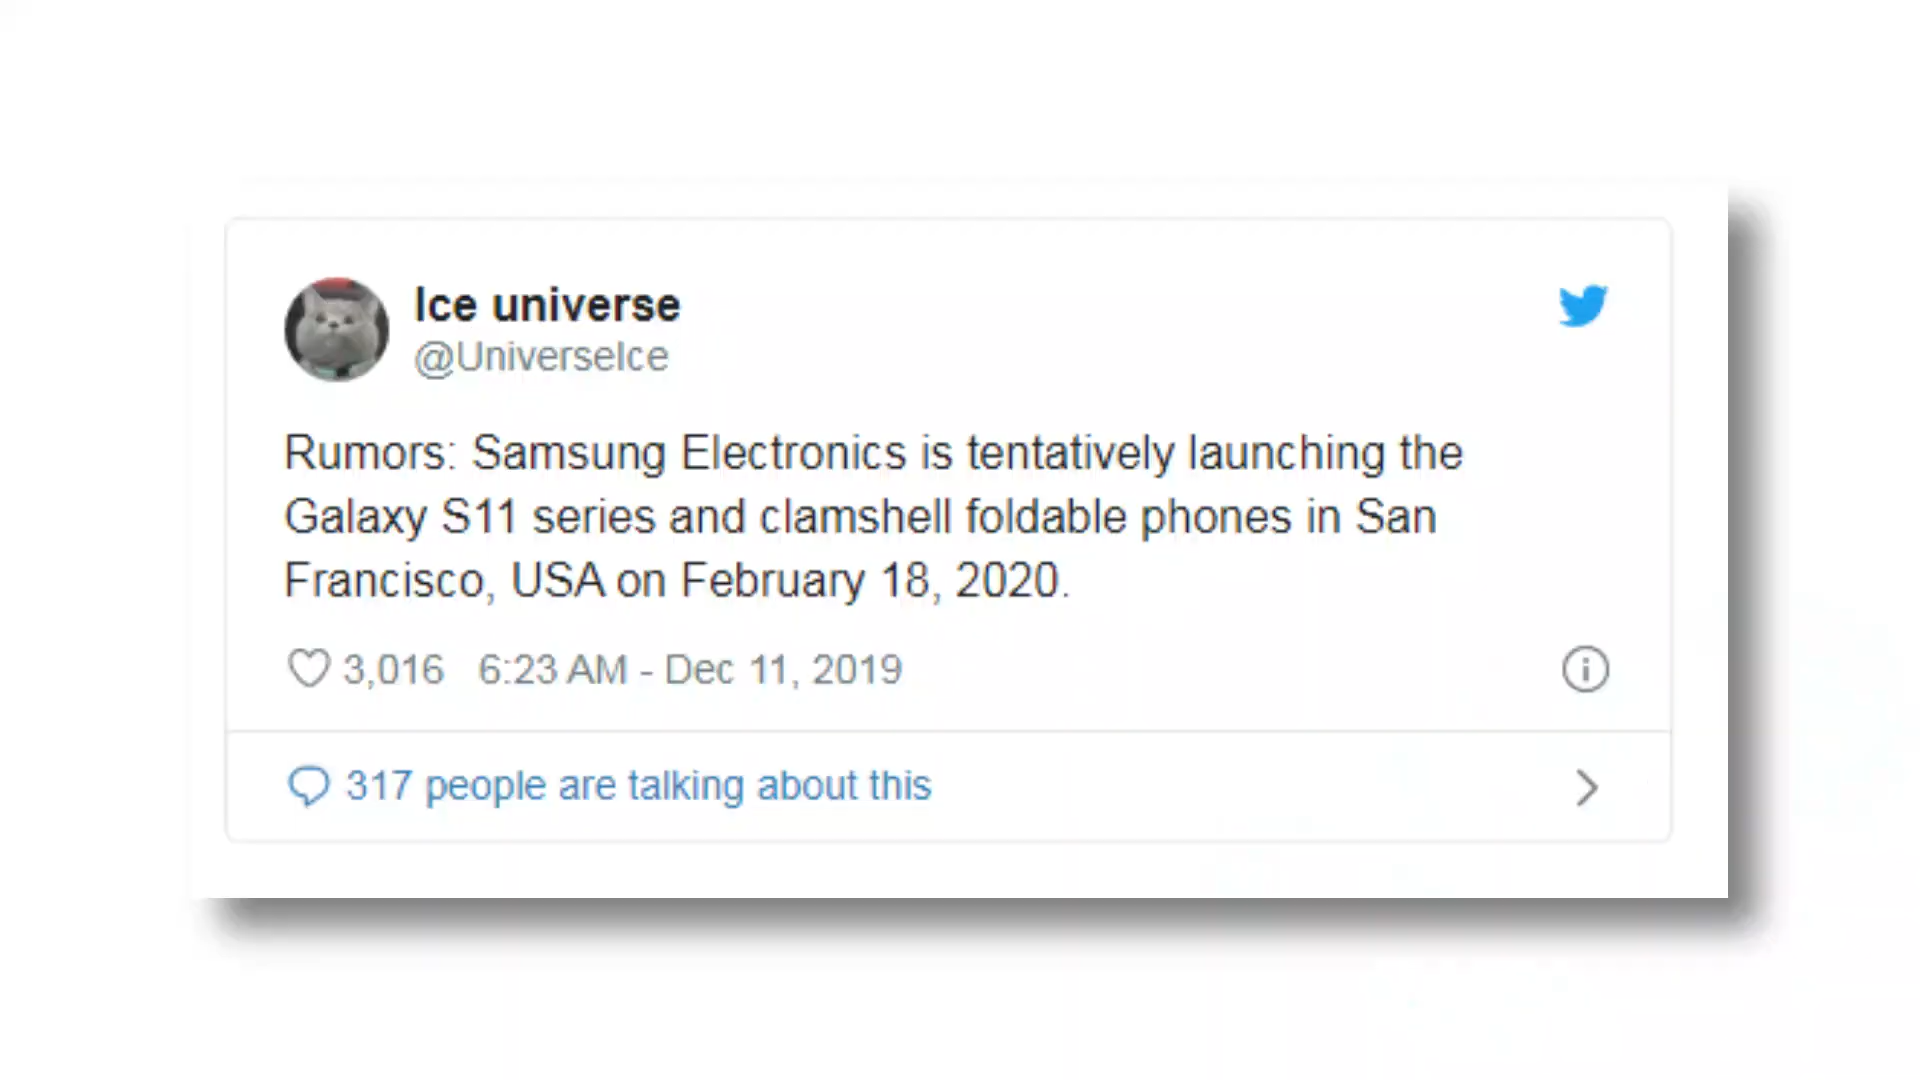 Ice universe
@UniverseIce
Rumors: Samsung Electronics is tentatively launching the
Galaxy S11 series and clamshell foldable phones in San
Francisco, USA on February 18, 2020.
3,016 6:23 AM - Dec 11, 2019
317 people are talking about this